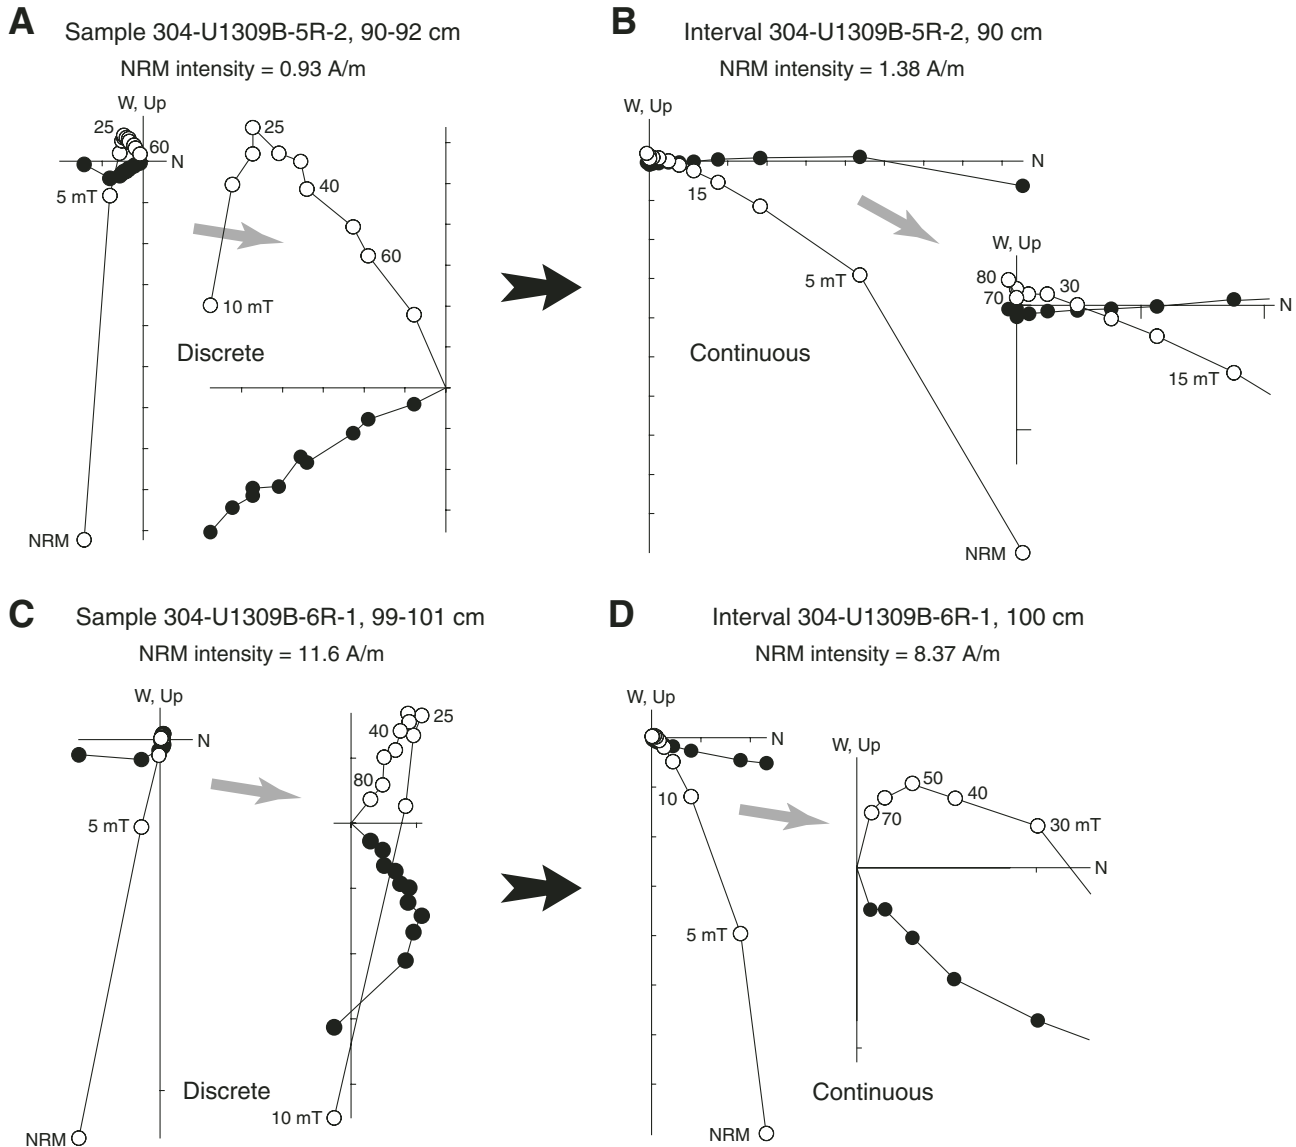 A
Sample 304-U1309B-5R-2, 90-92 cm
NRM intensity = 0.93 A/m
W, Up
25
60
N
5 mT
NRM
25
40
60
10 mT
Discrete
B
Interval 304-U1309B-5R-2, 90 cm
NRM intensity = 1.38 A/m
W, Up
N
15
5 mT
NRM
Continuous
W, Up
80
70
30
N
15 mT
C
Sample 304-U1309B-6R-1, 99-101 cm
NRM intensity = 11.6 A/m
W, Up
N
5 mT
NRM
25
40
80
10 mT
Discrete
D
Interval 304-U1309B-6R-1, 100 cm
NRM intensity = 8.37 A/m
W, Up
N
10
5 mT
NRM
W, Up
50
40
70
30 mT
N
Continuous